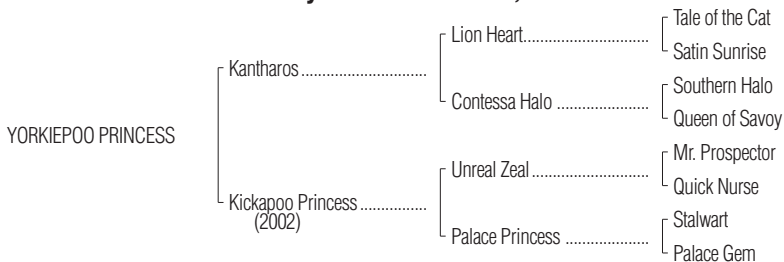 Tale of the Cat
Lion Heart
Satin Sunrise
Kantharos
Southern Halo
Contessa Halo
Queen of Savoy
YORKIEPOO PRINCESS
Mr. Prospector
Unreal Zeal
Quick Nurse
Kickapoo Princess
(2002)
Stalwart
Palace Princess
Palace Gem